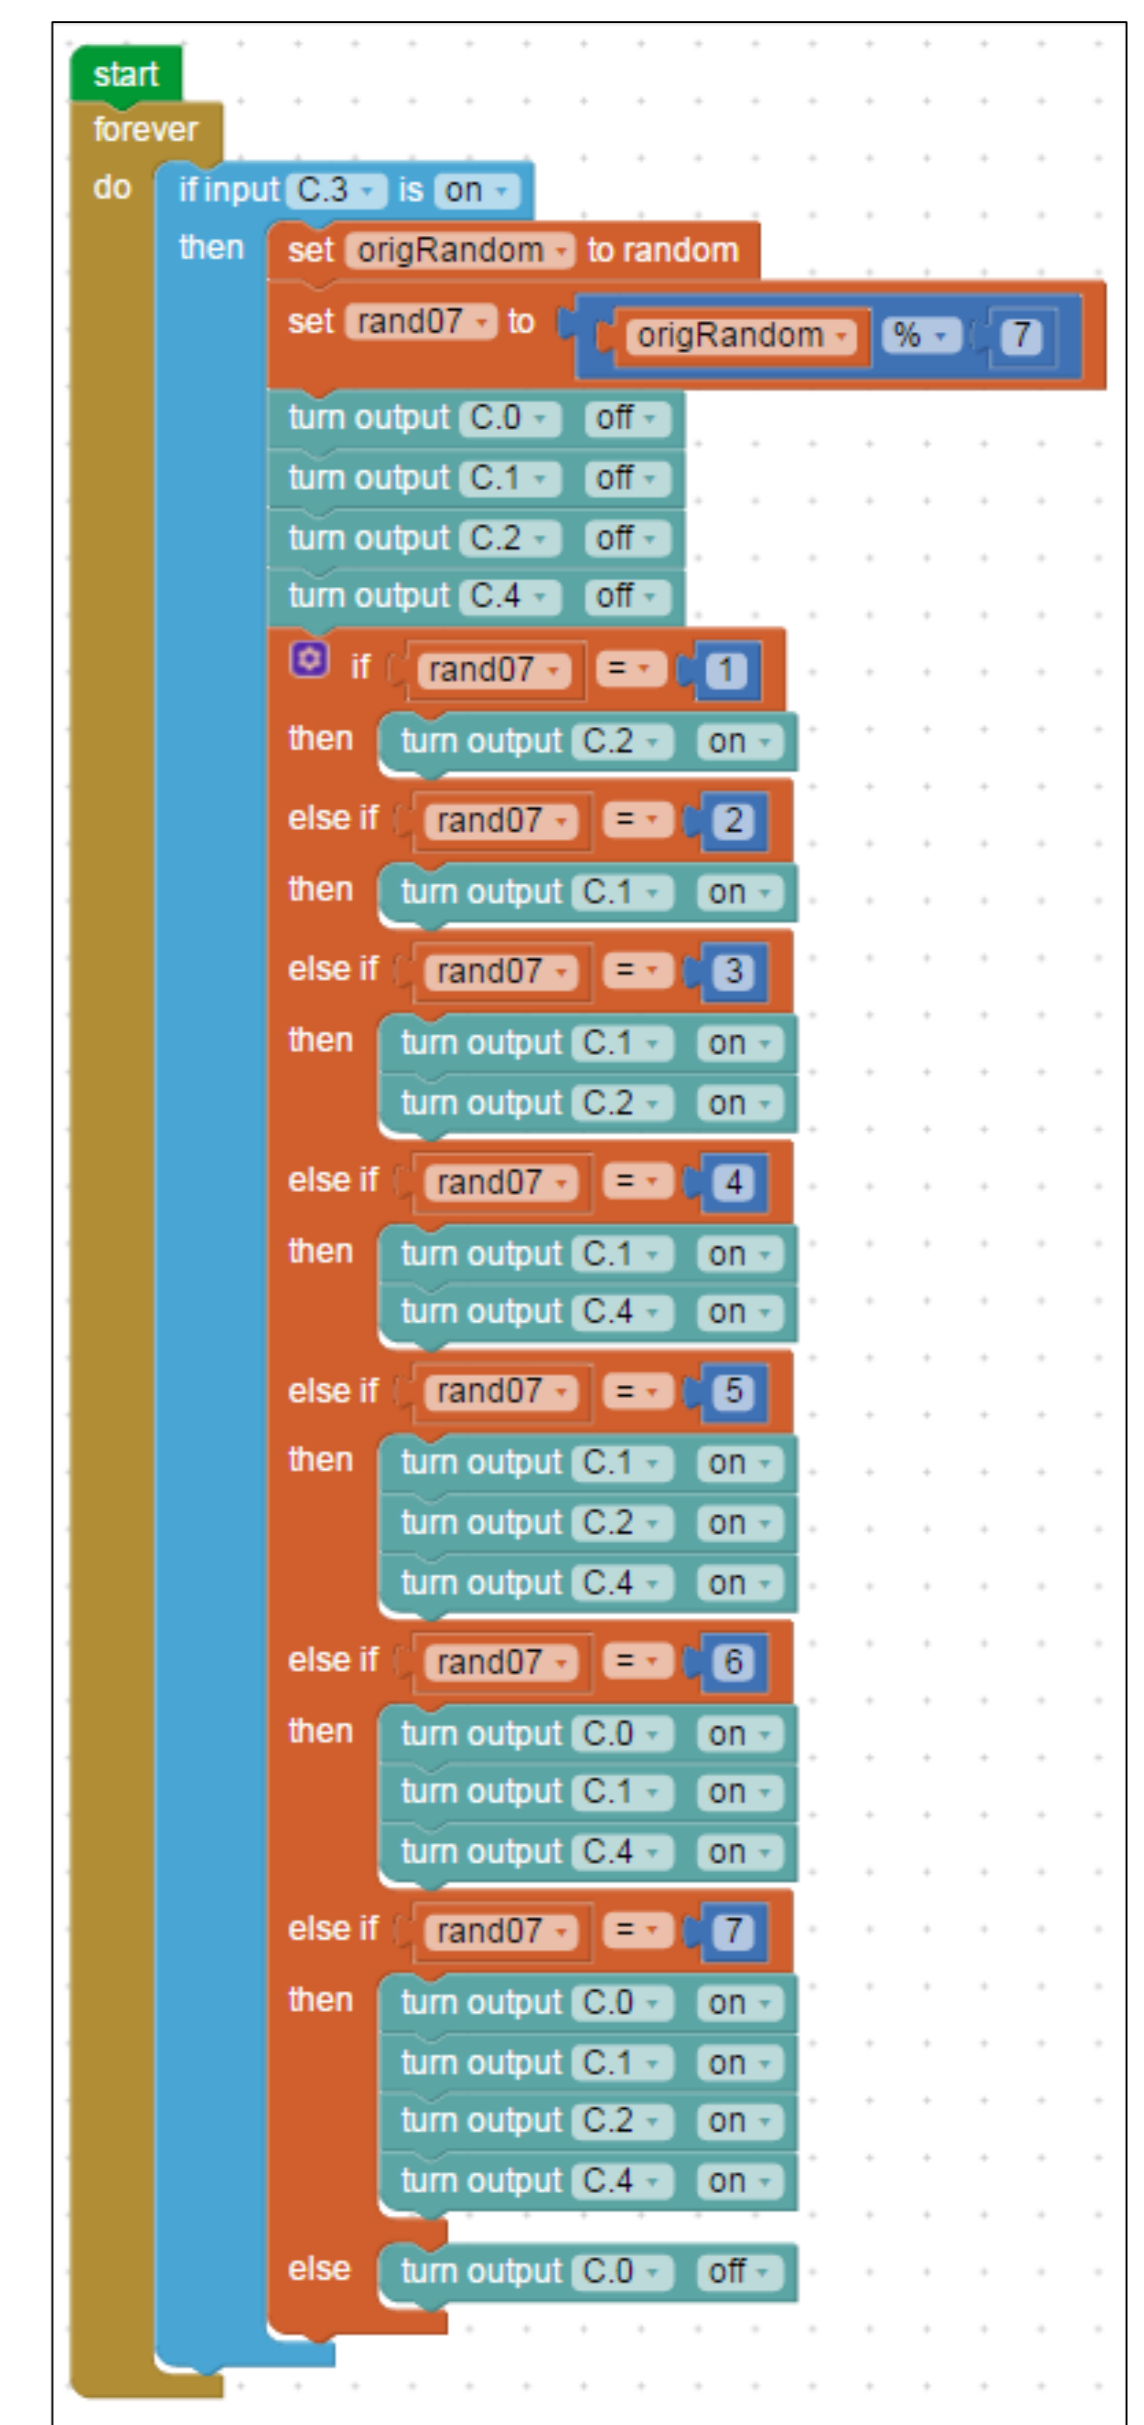 start
forever
do if input C.3 is on
then set origRandom to random
set rand07 to origRandom % 7
turn output C.0 off
turn output C.1 off
turn output C.2 off
turn output C.4 off
if rand07 = 1
then turn output C.2 on
else if rand07 = 2
then turn output C.1 on
else if rand07 = 3
then turn output C.1 on
turn output C.2 on
else if rand07 = 4
then turn output C.1 on
turn output C.4 on
else if rand07 = 5
then turn output C.1 on
turn output C.2 on
turn output C.4 on
else if rand07 = 6
then turn output C.0 on
turn output C.1 on
turn output C.4 on
else if rand07 = 7
then turn output C.0 on
turn output C.1 on
turn output C.2 on
turn output C.4 on
else turn output C.0 off